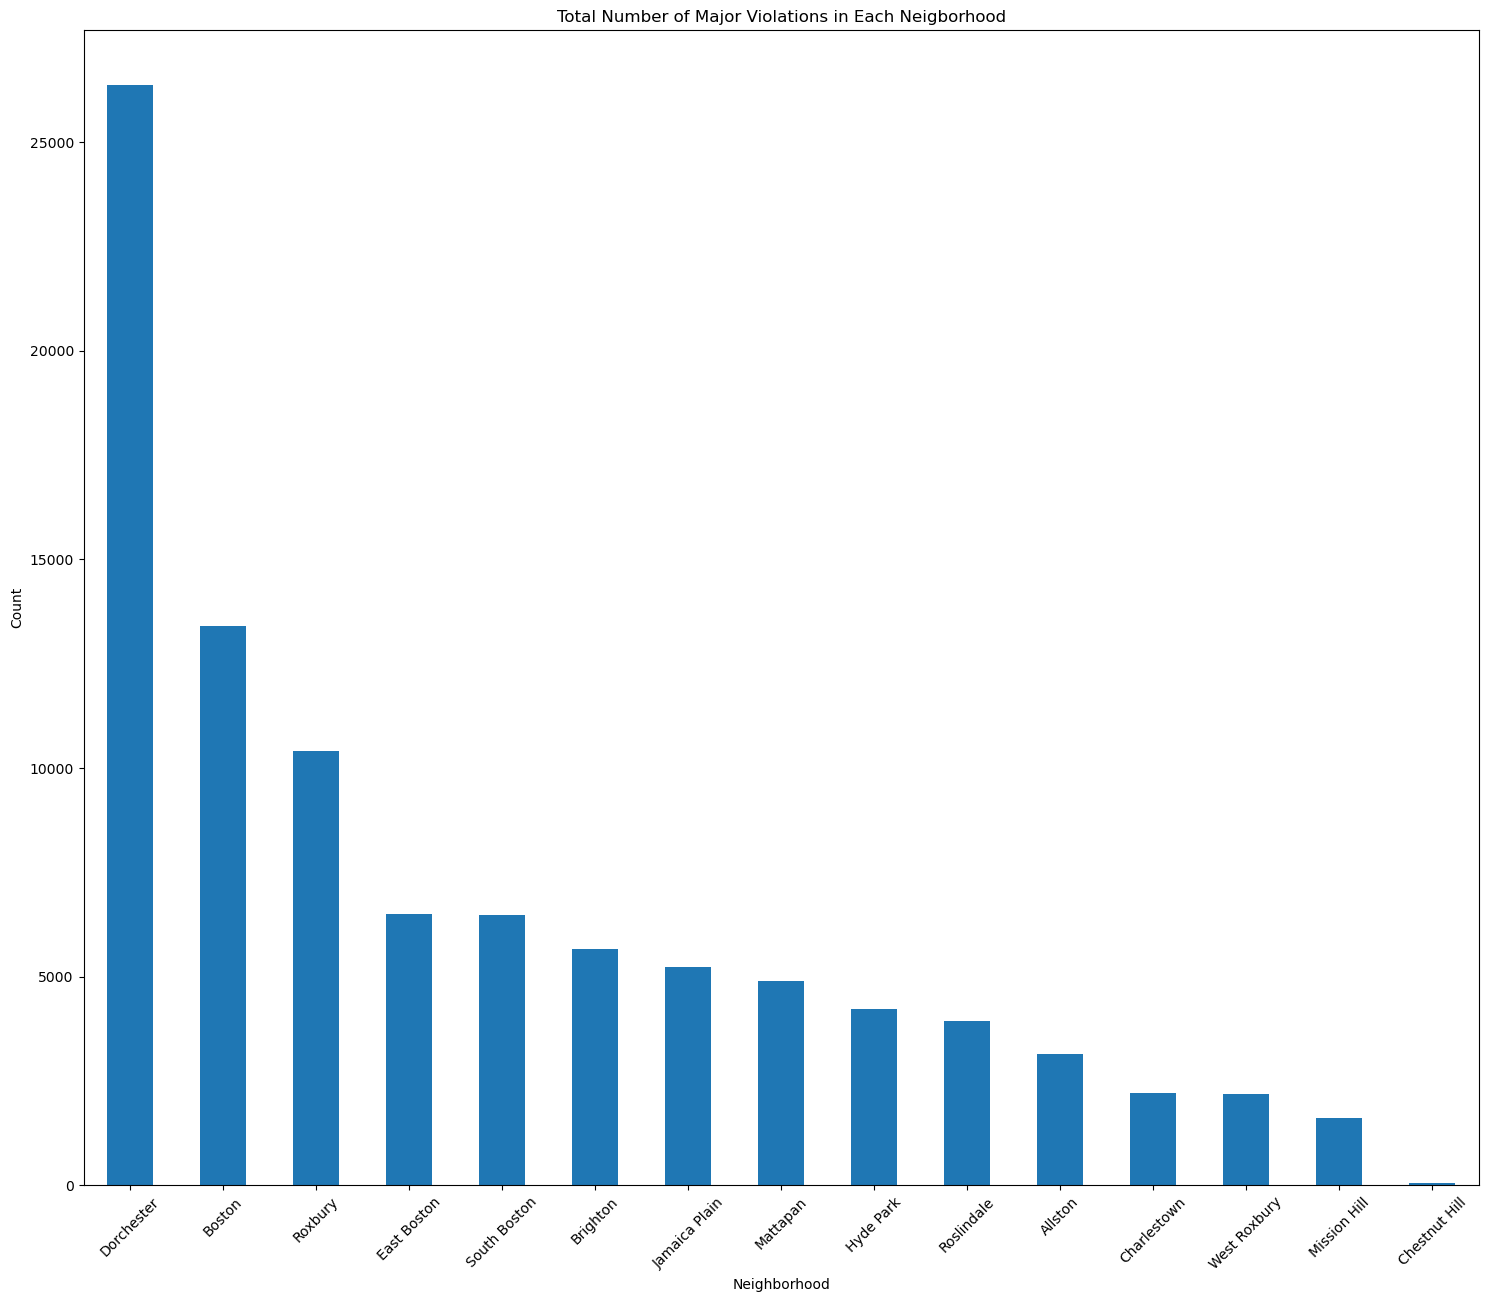 Total Number of Major Violations in Each Neigborhood
25000
20000
15000
10000
5000
0
Count
Dorchester
Boston
Roxbury
East Boston
South Boston
Brighton
Jamaica Plain
Mattapan
Hyde Park
Roslindale
Allston
Charlestown
West Roxbury
Mission Hill
Chestnut Hill
Neighborhood